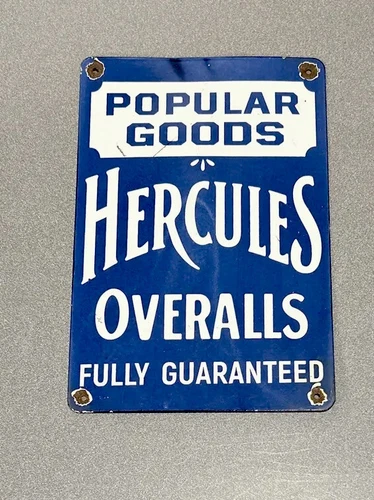 POPULAR
GOODS
HERCULES
OVERALLS
FULLY GUARANTEED